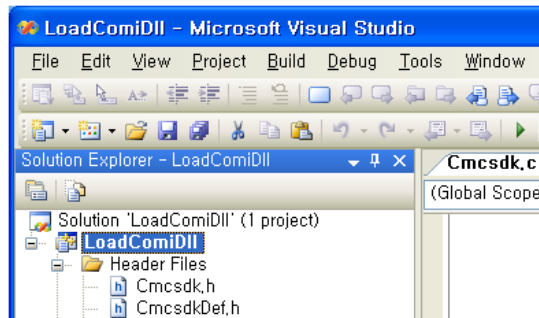 LoadComiDll - Microsoft Visual Studio
File Edit View Project Build Debug Tools Window
Solution Explorer - LoadComiDll
Cmcsdk.c
(Global Scope
Solution 'LoadComiDll' (1 project)
LoadComiDll
Header Files
Cmcsdk.h
CmcsdkDef.h